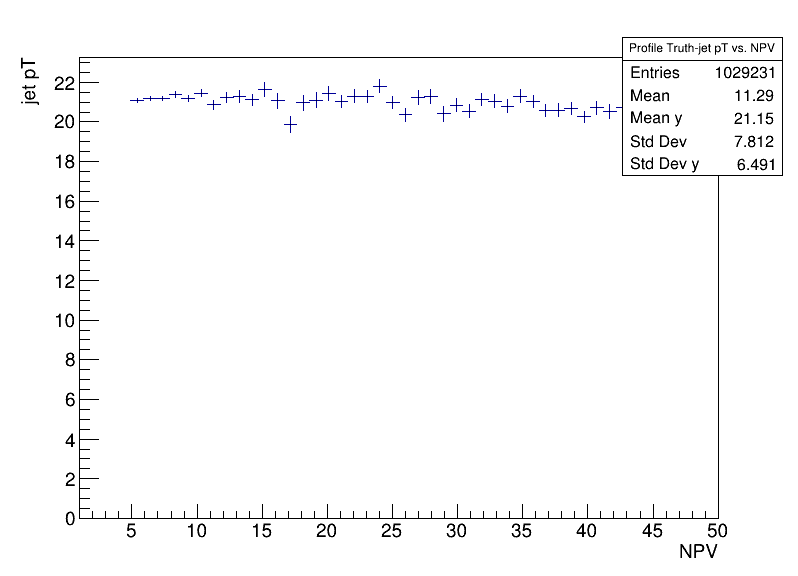 Profile Truth-jet pT vs. NPV
Entries 1029231
Mean 11.29
Mean y 21.15
Std Dev 7.812
Std Dev y 6.491
jet pT
22
20
18
16
14
12
10
8
6
4
2
0
5 10 15 20 25 30 35 40 45 50
NPV